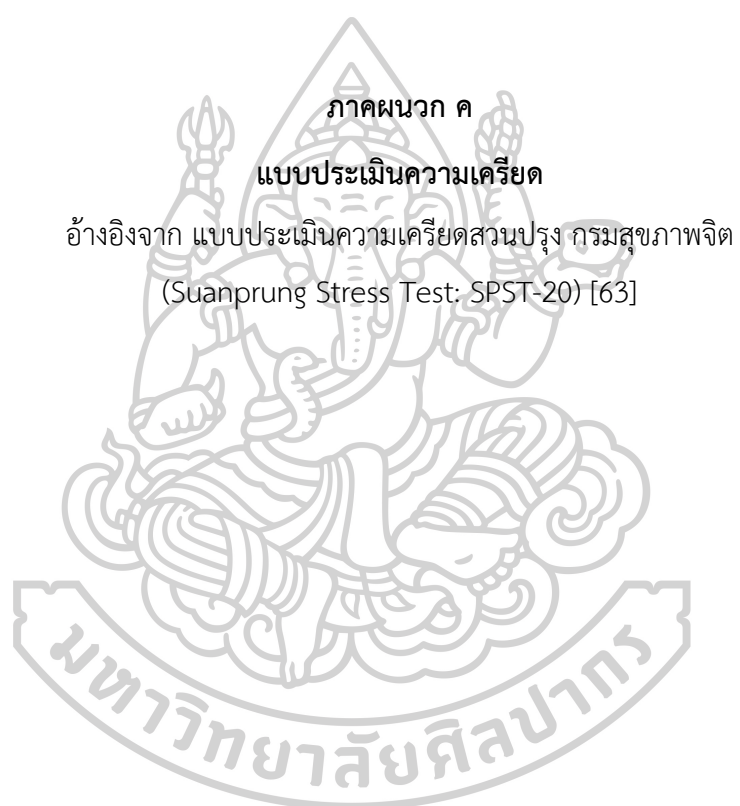 ภาคผนวก ค
แบบประเมินความเครียด
อ้างอิงจาก แบบประเมินความเครียดสวนปรุง กรมสุขภาพจิต
(Suanprung Stress Test: SPST-20) [63]
มหาวิทยาลัยศิลปากร